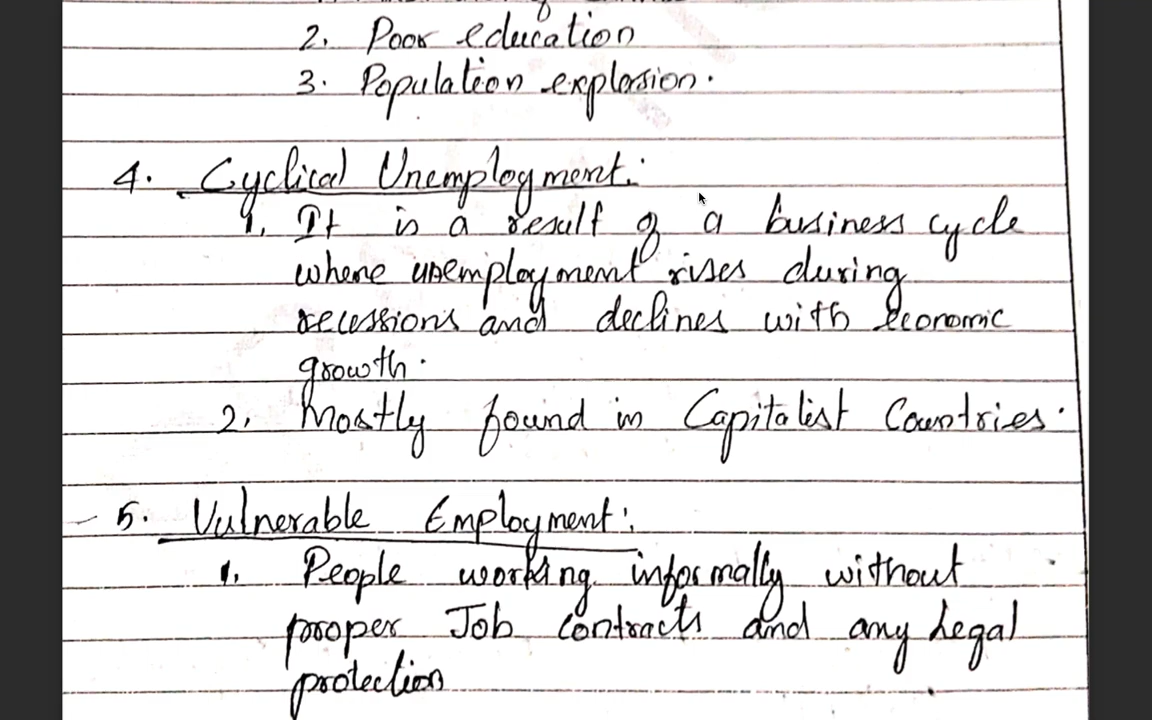 2. Poor education
3. Population explosion.
4. Cyclical Unemployment:
1. It is a result of a business cycle
where unemployment rises during
recessions and declines with economic
growth.
2. Mostly found in Capitalist Countries.
5. Vulnerable Employment:
1. People working informally without
proper Job contracts and any Legal
protection